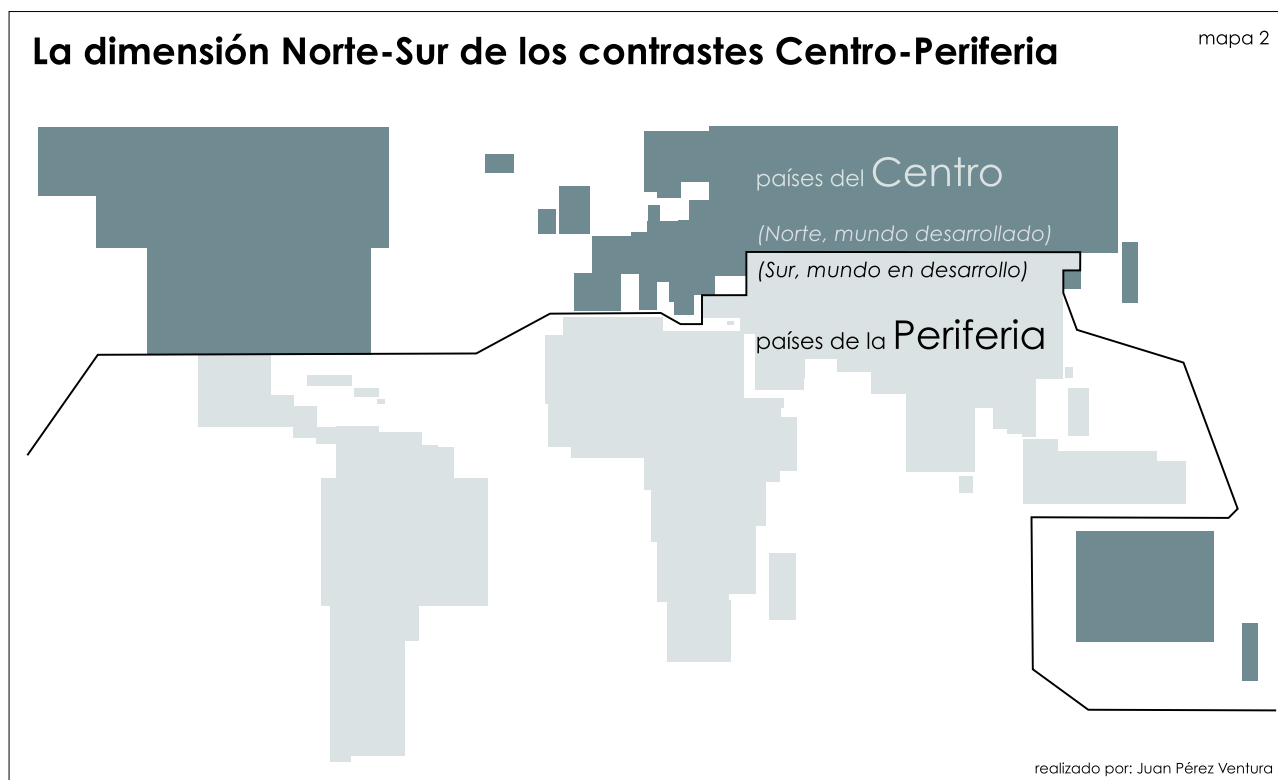 La dimensión Norte-Sur de los contrastes Centro-Periferia
mapa 2
países del Centro
(Norte, mundo desarrollado)
(Sur, mundo en desarrollo)
países de la Periferia
realizado por: Juan Pérez Ventura